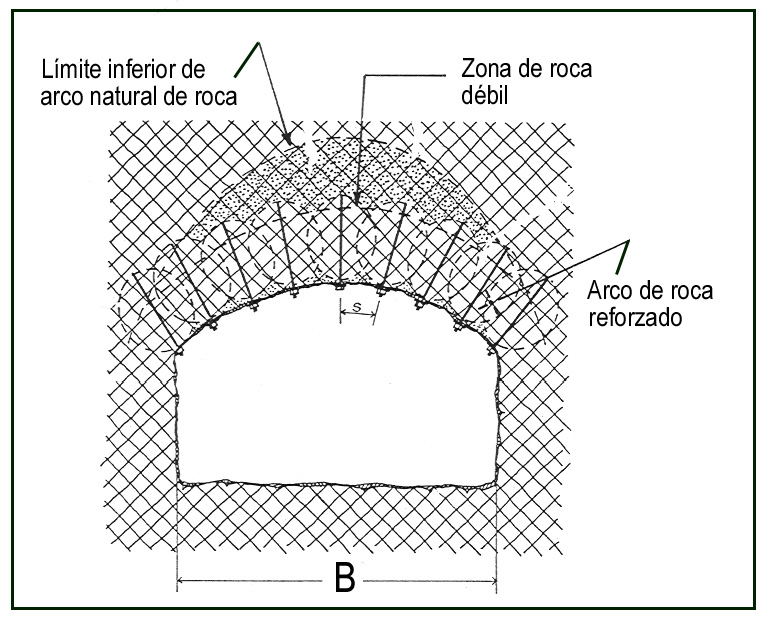 Límite inferior de
arco natural de roca
Zona de roca
débil
Arco de roca
reforzado
s
B